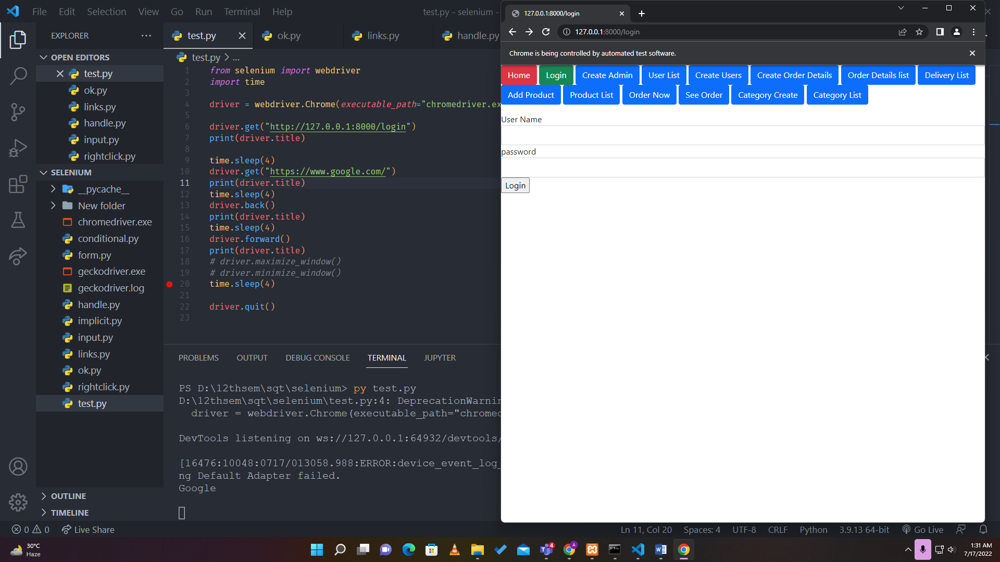 File Edit Selection View Go Run Terminal Help
test.py - selenium -
EXPLORER
test.py
ok.py
links.py
handle.py
OPEN EDITORS
test.py
ok.py
links.py
handle.py
input.py
rightclick.py
SELENIUM
__pycache__
New folder
chromedriver.exe
conditional.py
form.py
geckodriver.exe
geckodriver.log
handle.py
implicit.py
input.py
links.py
ok.py
rightclick.py
test.py
OUTLINE
TIMELINE
test.py > ...
1 from selenium import webdriver
2 import time
3
4 driver = webdriver.Chrome(executable_path="chromedriver.ex
5
6 driver.get("http://127.0.0.1:8000/login")
7 print(driver.title)
8
9 time.sleep(4)
10 driver.get("https://www.google.com/")
11 print(driver.title)
12 time.sleep(4)
13 driver.back()
14 print(driver.title)
15 time.sleep(4)
16 driver.forward()
17 print(driver.title)
18 # driver.maximize_window()
19 # driver.minimize_window()
20 time.sleep(4)
21
22 driver.quit()
23
PROBLEMS OUTPUT DEBUG CONSOLE TERMINAL JUPYTER
PS D:\12thsem\sqt\selenium> py test.py
D:\12thsem\sqt\selenium\test.py:4: DeprecationWarnin
driver = webdriver.Chrome(executable_path="chromed
DevTools listening on ws://127.0.0.1:64932/devtools/
[16476:10048:0717/013058.988:ERROR:device_event_log_
ng Default Adapter failed.
Google
127.0.0.1:8000/login
127.0.0.1:8000/login
Chrome is being controlled by automated test software.
Home Login Create Admin User List Create Users Create Order Details Order Details list Delivery List
Add Product Product List Order Now See Order Category Create Category List
User Name
password
Login
0 0 Live Share
Ln 11, Col 20 Spaces: 4 UTF-8 CRLF Python 3.9.13 64-bit Go Live
30°C
Haze
4
A
1:31 AM
7/17/2022